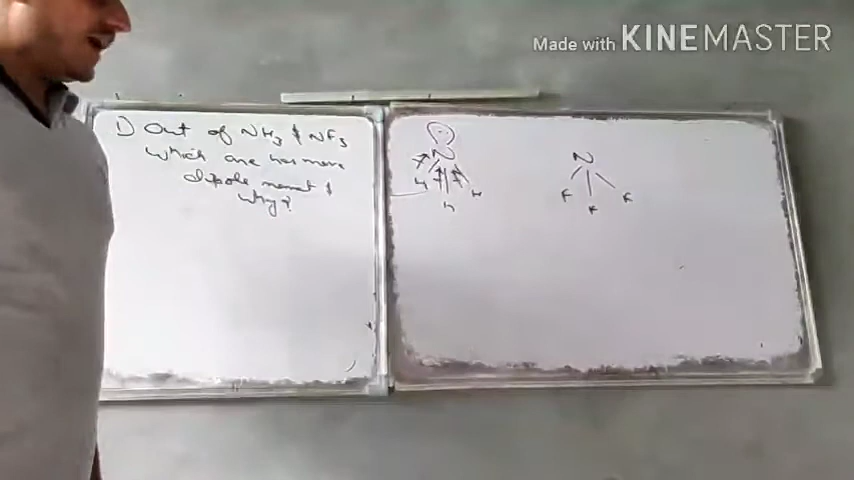 Made with KINEMASTER
1) Out of NH3 & NF3
which one has more
dipole moment &
why?
N
H H H
N
F F F